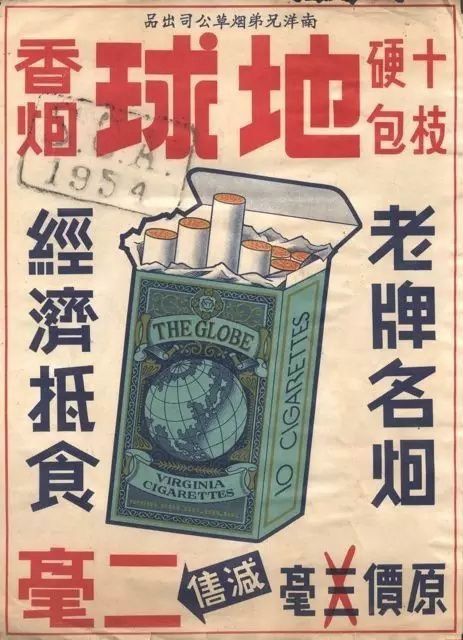 南洋兄弟烟草公司出品
十枝
硬包
地球
香烟
1954
老牌名烟
經濟抵食
THE GLOBE
VIRGINIA
CIGARETTES
10 CIGARETTES
原價三毫
減售
二毫